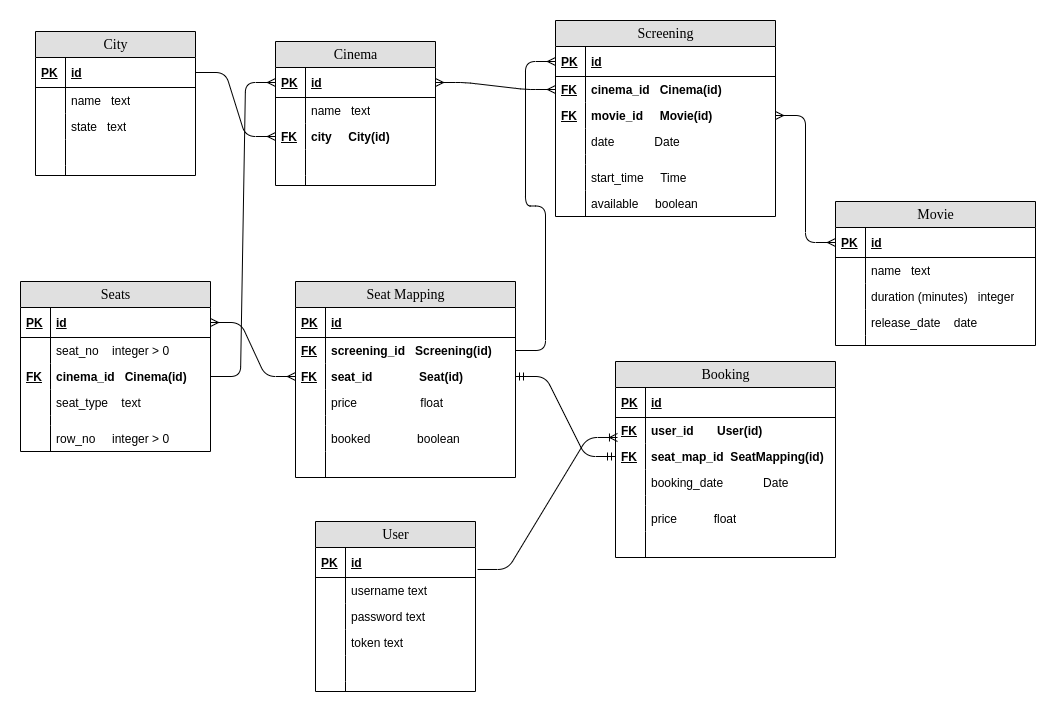 City
PK id
name text
state text
Cinema
PK id
name text
FK city City(id)
Screening
PK id
FK cinema_id Cinema(id)
FK movie_id Movie(id)
date Date
start_time Time
available boolean
Movie
PK id
name text
duration (minutes) integer
release_date date
Seats
PK id
seat_no integer > 0
FK cinema_id Cinema(id)
seat_type text
row_no integer > 0
Seat Mapping
PK id
FK screening_id Screening(id)
FK seat_id Seat(id)
price float
booked boolean
Booking
PK id
FK user_id User(id)
FK seat_map_id SeatMapping(id)
booking_date Date
price float
User
PK id
username text
password text
token text